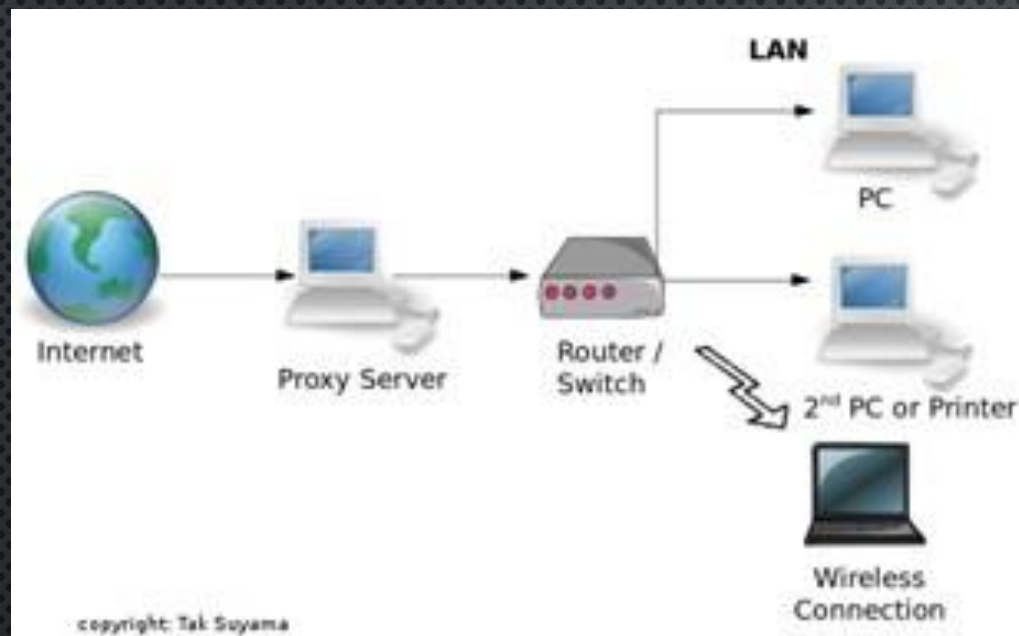 LAN
PC
Internet
Proxy Server
Router /
Switch
2nd PC or Printer
Wireless
Connection
copyright: Tak Suyama